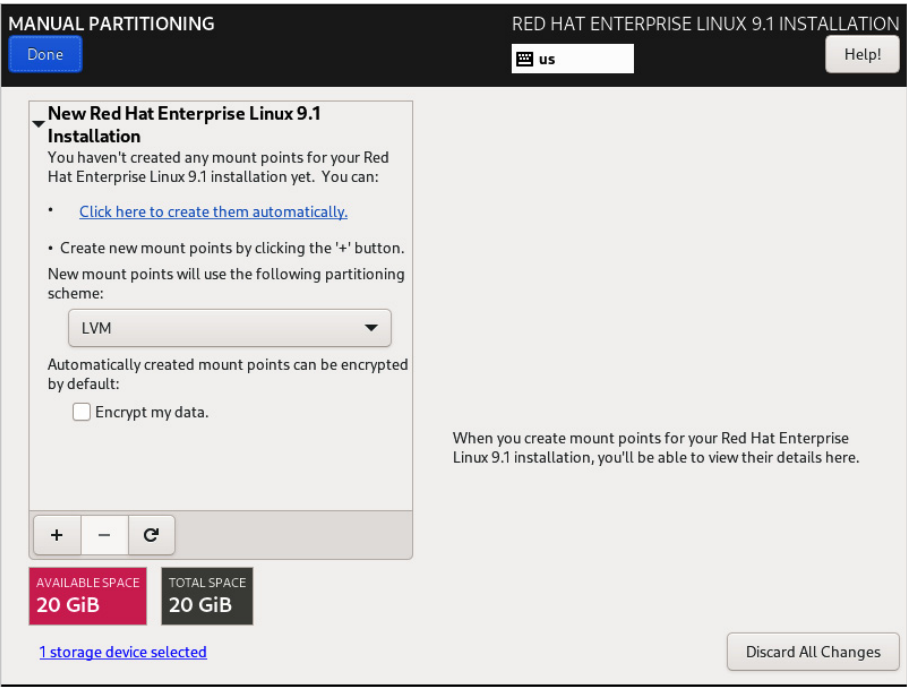 MANUAL PARTITIONING
RED HAT ENTERPRISE LINUX 9.1 INSTALLATION
Done
us
Help!
New Red Hat Enterprise Linux 9.1
Installation
You haven't created any mount points for your Red
Hat Enterprise Linux 9.1 installation yet. You can:
• Click here to create them automatically.
• Create new mount points by clicking the '+' button.
New mount points will use the following partitioning
scheme:
LVM
Automatically created mount points can be encrypted
by default:
Encrypt my data.
When you create mount points for your Red Hat Enterprise
Linux 9.1 installation, you'll be able to view their details here.
+ −
AVAILABLE SPACE
20 GiB
TOTAL SPACE
20 GiB
1 storage device selected
Discard All Changes